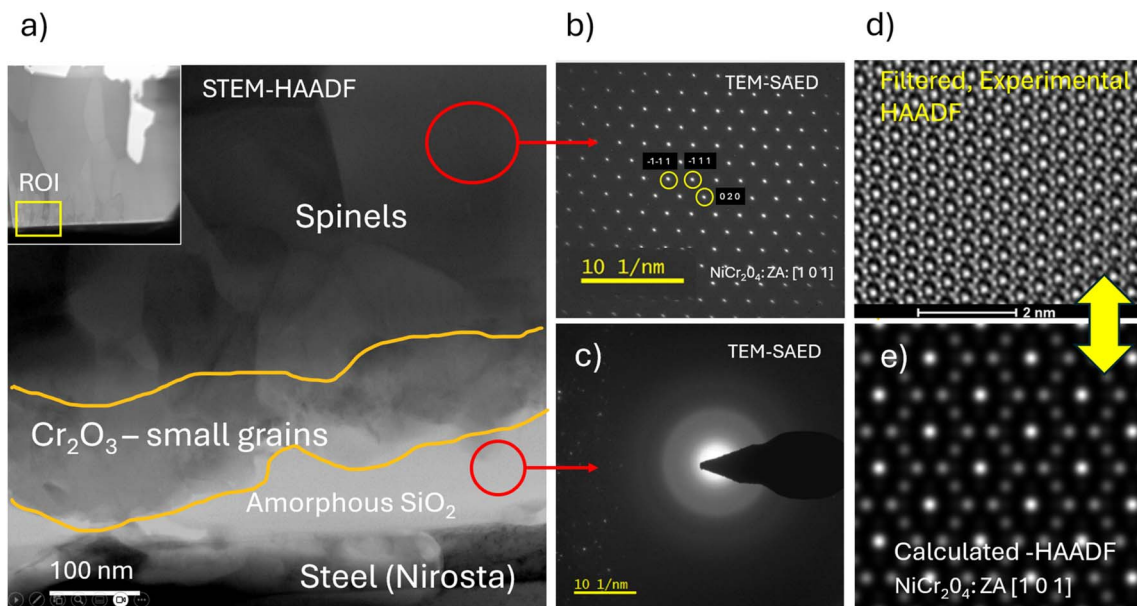 a)
STEM-HAADF
ROI
Spinels
Cr₂O₃ – small grains
Amorphous SiO₂
Steel (Nirosta)
100 nm
b)
TEM-SAED
-1-1 1
-1 1 1
0 2 0
10 1/nm
NiCr₂0₄: ZA: [1 0 1]
c)
TEM-SAED
10 1/nm
d)
Filtered, Experimental
HAADF
2 nm
e)
Calculated -HAADF
NiCr₂0₄: ZA [1 0 1]